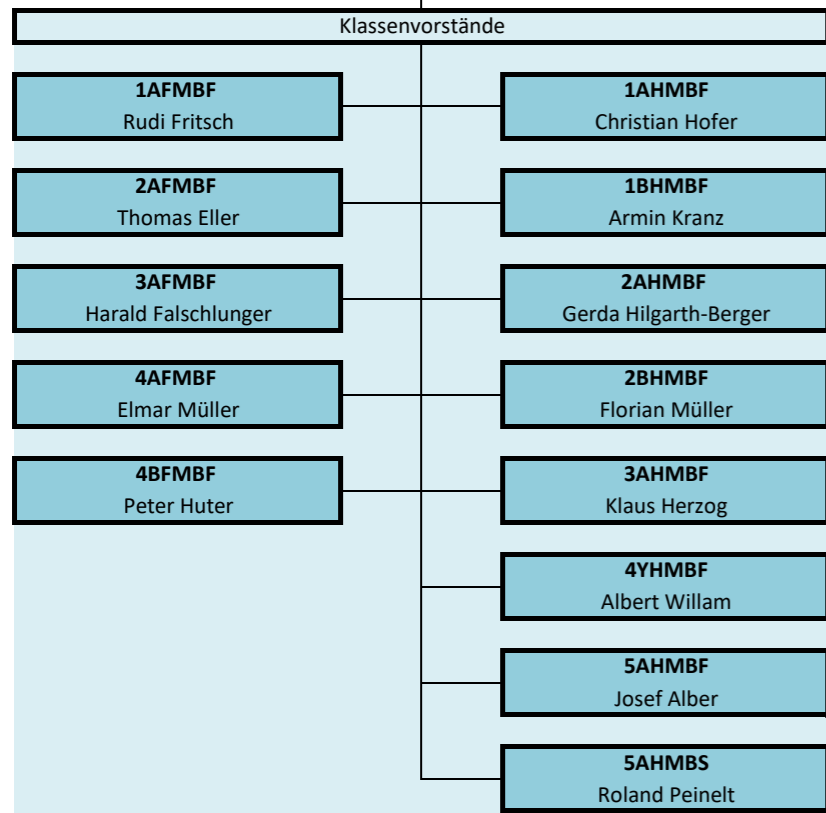 Klassenvorstände
1AFMBF
Rudi Fritsch
1AHMBF
Christian Hofer
2AFMBF
Thomas Eller
1BHMBF
Armin Kranz
3AFMBF
Harald Falschlunger
2AHMBF
Gerda Hilgarth-Berger
4AFMBF
Elmar Müller
2BHMBF
Florian Müller
4BFMBF
Peter Huter
3AHMBF
Klaus Herzog
4YHMBF
Albert Willam
5AHMBF
Josef Alber
5AHMBS
Roland Peinelt